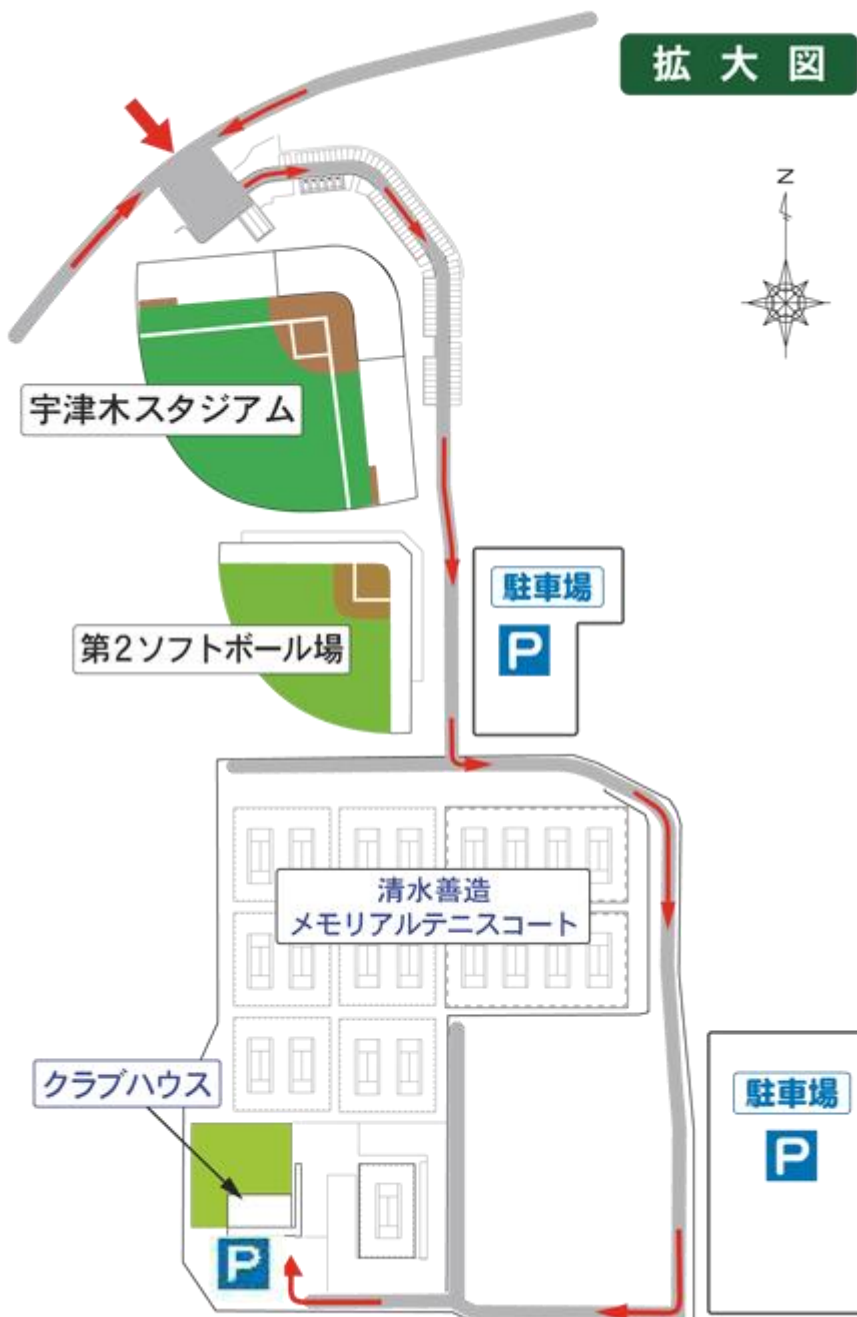 拡大図
N
宇津木スタジアム
駐車場
P
第2ソフトボール場
清水善造
メモリアルテニスコート
クラブハウス
駐車場
P
P